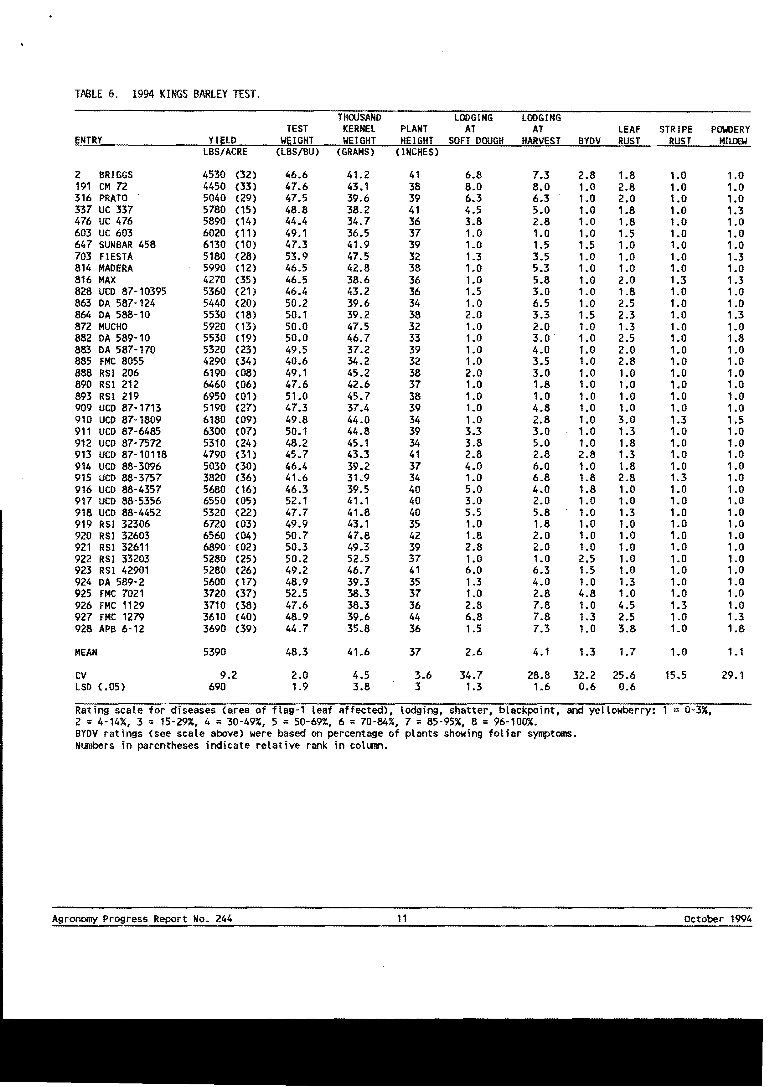 TABLE 6. 1994 KINGS BARLEY TEST.
THOUSAND LODGING LODGING
TEST KERNEL PLANT AT AT LEAF STRIPE POWDERY
ENTRY YIELD WEIGHT WEIGHT HEIGHT SOFT DOUGH HARVEST BYDV RUST RUST MILDEW
LBS/ACRE (LBS/BU) (GRAMS) (INCHES)
2 BRIGGS 4530 (32) 46.6 41.2 41 6.8 7.3 2.8 1.8 1.0 1.0
191 CM 72 4450 (33) 47.6 43.1 38 8.0 8.0 1.0 2.8 1.0 1.0
316 PRATO 5040 (29) 47.5 39.6 39 6.3 6.3 1.0 2.0 1.0 1.0
337 UC 337 5780 (15) 48.8 38.2 41 4.5 5.0 1.0 1.8 1.0 1.3
476 UC 476 5890 (14) 44.4 34.7 36 3.8 2.8 1.0 1.8 1.0 1.0
603 UC 603 6020 (11) 49.1 36.5 37 1.0 1.0 1.0 1.5 1.0 1.0
647 SUNBAR 458 6130 (10) 47.3 41.9 39 1.0 1.5 1.5 1.0 1.0 1.0
703 FIESTA 5180 (28) 53.9 47.5 32 1.3 3.5 1.0 1.0 1.0 1.3
814 MADERA 5990 (12) 46.5 42.8 38 1.0 5.3 1.0 1.0 1.0 1.0
816 MAX 4270 (35) 46.5 38.6 36 1.0 5.8 1.0 2.0 1.3 1.3
828 UCD 87-10395 5360 (21) 46.4 43.2 36 1.5 3.0 1.0 1.8 1.0 1.0
863 DA 587-124 5440 (20) 50.2 39.6 34 1.0 6.5 1.0 2.5 1.0 1.0
864 DA 588-10 5530 (18) 50.1 39.2 38 2.0 3.3 1.5 2.3 1.0 1.3
872 MUCHO 5920 (13) 50.0 47.5 32 1.0 2.0 1.0 1.3 1.0 1.0
882 DA 589-10 5530 (19) 50.0 46.7 33 1.0 3.0 1.0 2.5 1.0 1.8
883 DA 587-170 5320 (23) 49.5 37.2 39 1.0 4.0 1.0 2.0 1.0 1.0
885 FMC 8055 4290 (34) 40.6 34.2 32 1.0 3.5 1.0 2.8 1.0 1.0
888 RSI 206 6190 (08) 49.1 45.2 38 2.0 3.0 1.0 1.0 1.0 1.0
890 RSI 212 6460 (06) 47.6 42.6 37 1.0 1.8 1.0 1.0 1.0 1.0
893 RSI 219 6950 (01) 51.0 45.7 38 1.0 1.0 1.0 1.0 1.0 1.0
909 UCD 87-1713 5190 (27) 47.3 37.4 39 1.0 4.8 1.0 1.0 1.0 1.0
910 UCD 87-1809 6180 (09) 49.8 44.0 34 1.0 2.8 1.0 3.0 1.3 1.5
911 UCD 87-6485 6300 (07) 50.1 44.8 39 3.3 3.0 1.0 1.3 1.0 1.0
912 UCD 87-7572 5310 (24) 48.2 45.1 34 3.8 5.0 1.0 1.8 1.0 1.0
913 UCD 87-10118 4790 (31) 45.7 43.3 41 2.8 2.8 2.8 1.3 1.0 1.0
914 UCD 88-3096 5030 (30) 46.4 39.2 37 4.0 6.0 1.0 1.8 1.0 1.0
915 UCD 88-3757 3820 (36) 41.6 31.9 34 1.0 6.8 1.8 2.8 1.3 1.0
916 UCD 88-4357 5680 (16) 46.3 39.5 40 5.0 4.0 1.8 1.0 1.0 1.0
917 UCD 88-5356 6550 (05) 52.1 41.1 40 3.0 2.0 1.0 1.0 1.0 1.0
918 UCD 88-4452 5320 (22) 47.7 41.8 40 5.5 5.8 1.0 1.3 1.0 1.0
919 RSI 32306 6720 (03) 49.9 43.1 35 1.0 1.8 1.0 1.0 1.0 1.0
920 RSI 32603 6560 (04) 50.7 47.8 42 1.8 2.0 1.0 1.0 1.0 1.0
921 RSI 32611 6890 (02) 50.3 49.3 39 2.8 2.0 1.0 1.0 1.0 1.0
922 RSI 33203 5280 (25) 50.2 52.5 37 1.0 1.0 2.5 1.0 1.0 1.0
923 RSI 42901 5280 (26) 49.2 46.7 41 6.0 6.3 1.5 1.0 1.0 1.0
924 DA 589-2 5600 (17) 48.9 39.3 35 1.3 4.0 1.0 1.3 1.0 1.0
925 FMC 7021 3720 (37) 52.5 38.3 37 1.0 2.8 4.8 1.0 1.0 1.0
926 FMC 1129 3710 (38) 47.6 38.3 36 2.8 7.8 1.0 4.5 1.3 1.0
927 FMC 1279 3610 (40) 48.9 39.6 44 6.8 7.8 1.3 2.5 1.0 1.3
928 APB 6-12 3690 (39) 44.7 35.8 36 1.5 7.3 1.0 3.8 1.0 1.8
MEAN 5390 48.3 41.6 37 2.6 4.1 1.3 1.7 1.0 1.1
CV 9.2 2.0 4.5 3.6 34.7 28.8 32.2 25.6 15.5 29.1
LSD (.05) 690 1.9 3.8 3 1.3 1.6 0.6 0.6
Rating scale for diseases (area of flag-1 leaf affected), lodging, shatter, blackpoint, and yellowberry: 1 = 0-3%,
2 = 4-14%, 3 = 15-29%, 4 = 30-49%, 5 = 50-69%, 6 = 70-84%, 7 = 85-95%, 8 = 96-100%.
BYDV ratings (see scale above) were based on percentage of plants showing foliar symptoms.
Numbers in parentheses indicate relative rank in column.
Agronomy Progress Report No. 244 11 October 1994